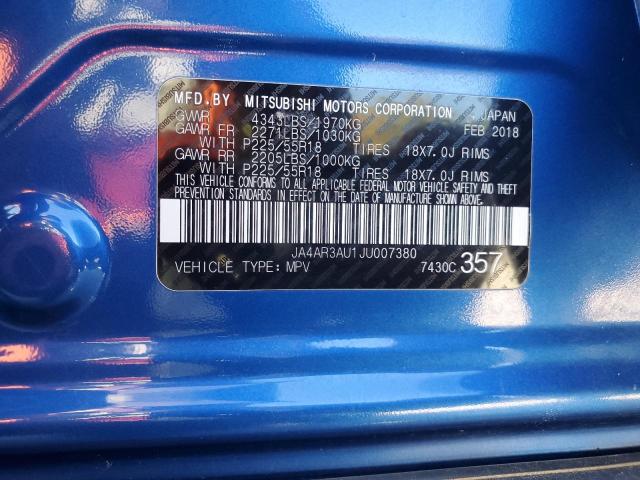 MFD.BY MITSUBISHI MOTORS CORPORATION , JAPAN
GVWR 4343LBS/1970KG FEB 2018
GAWR FR 2271LBS/1030KG
WITH P225/55R18 TIRES 18X7.0J RIMS
GAWR RR 2205LBS/1000KG
WITH P225/55R18 TIRES 18X7.0J RIMS
THIS VEHICLE CONFORMS TO ALL APPLICABLE FEDERAL MOTOR VEHICLE SAFETY AND THEFT
PREVENTION STANDARDS IN EFFECT ON THE DATE OF MANUFACTURE SHOWN ABOVE.
JA4AR3AU1JU007380
VEHICLE TYPE: MPV 7430C 357